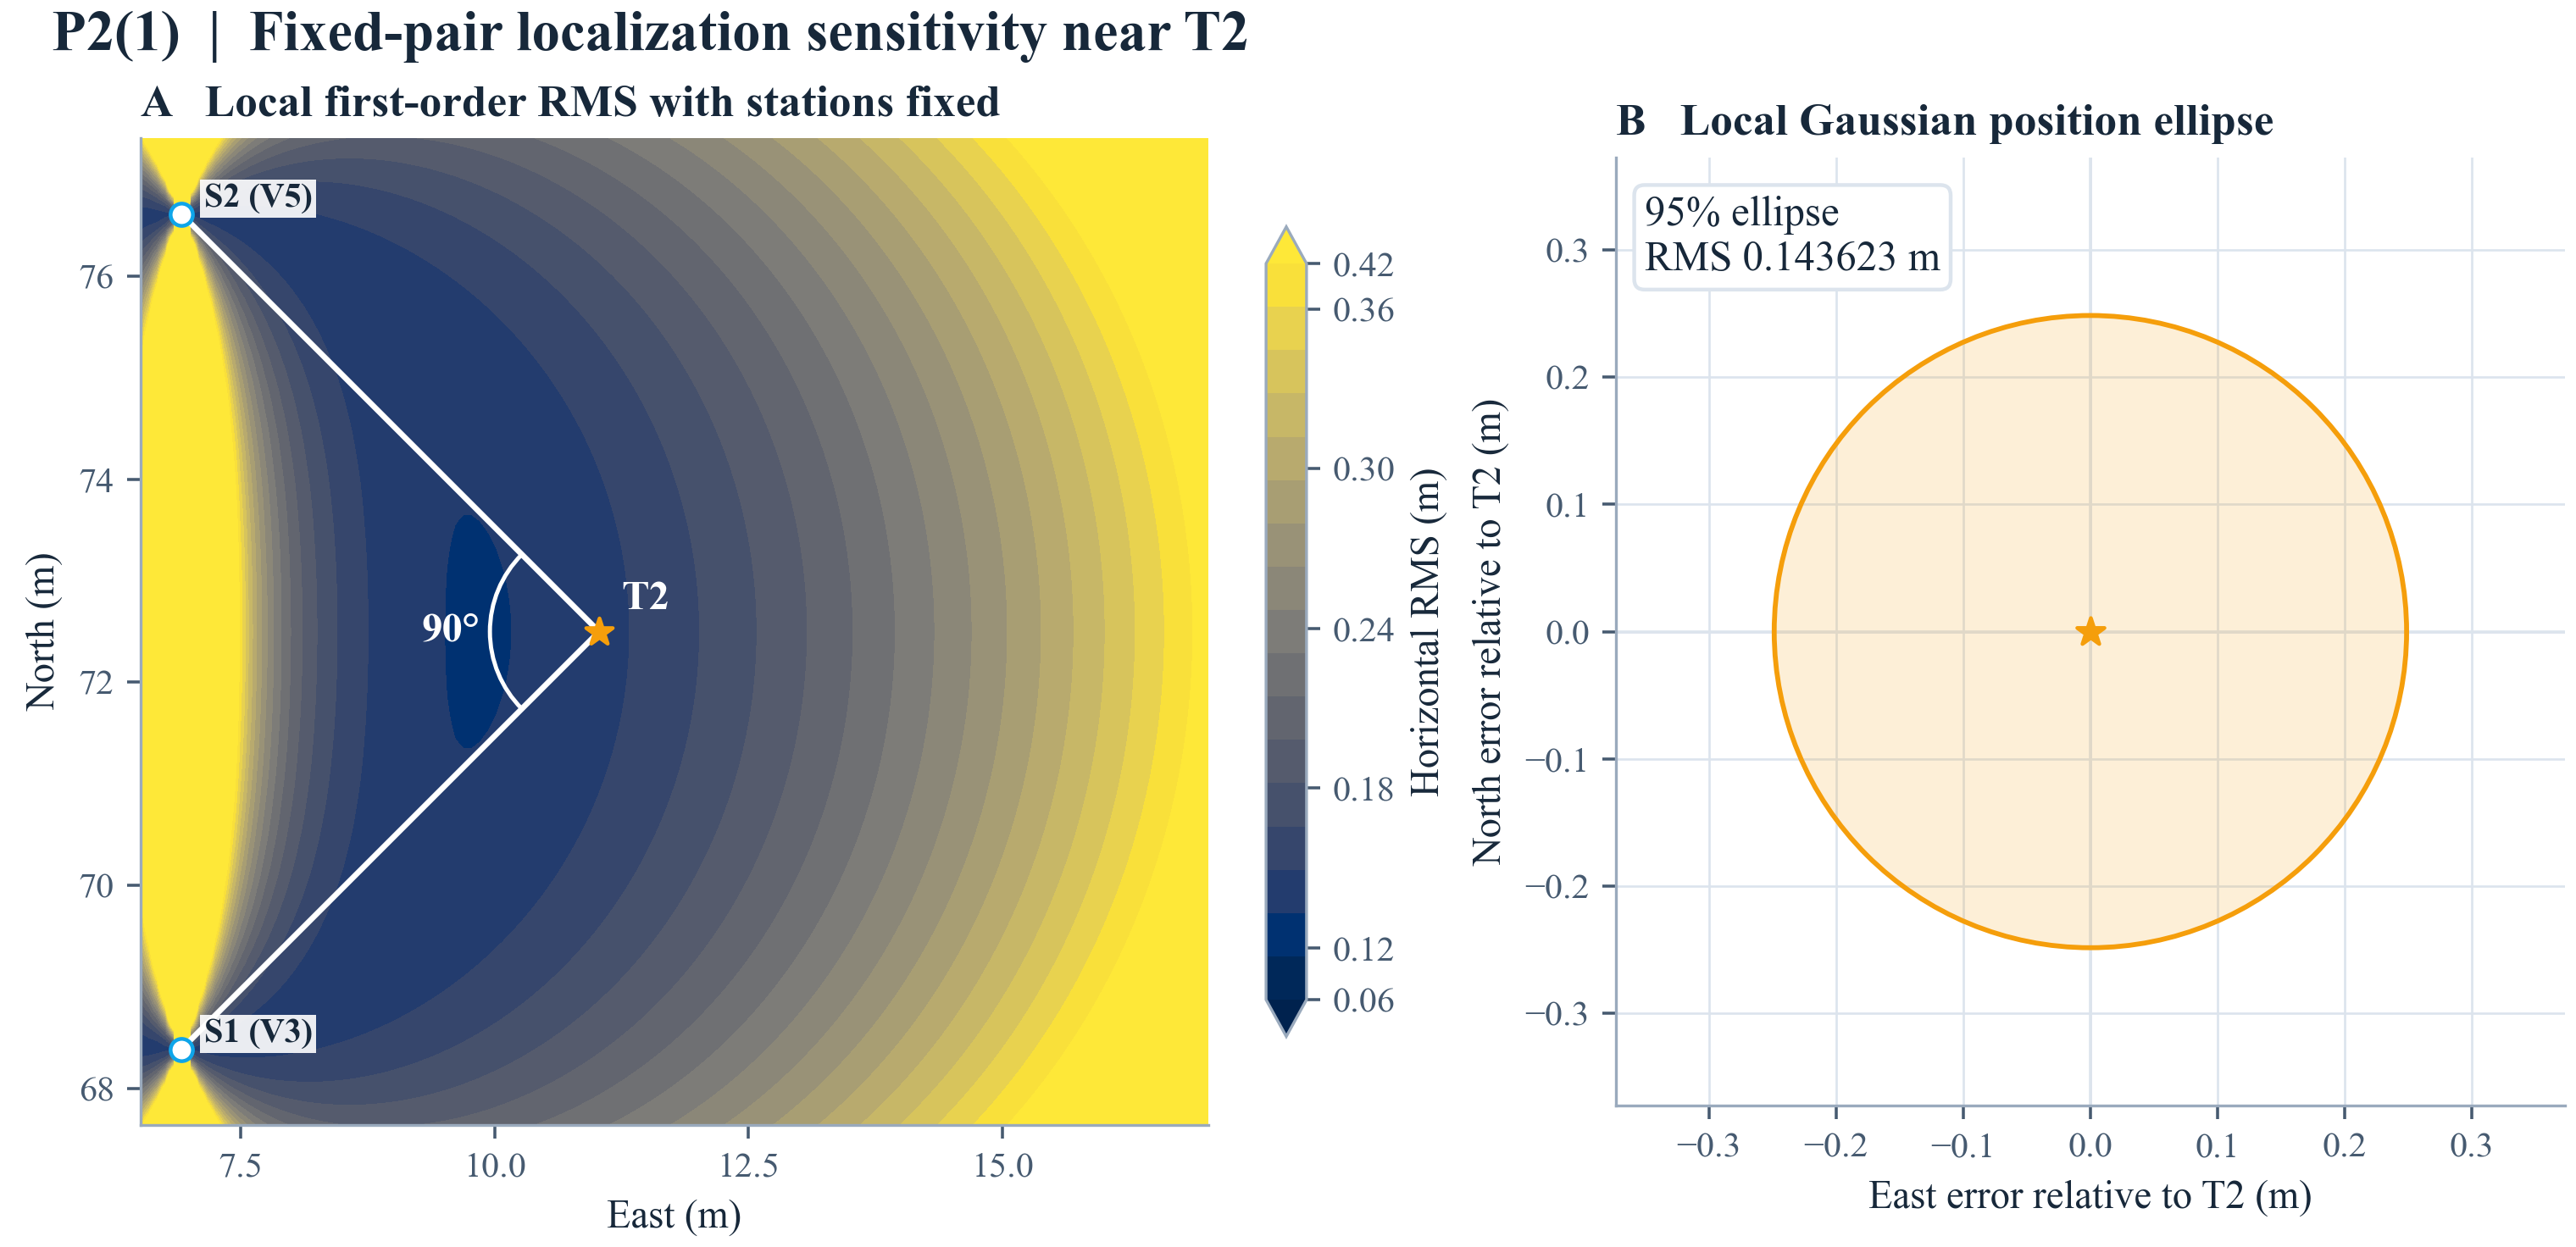 P2(1) | Fixed-pair localization sensitivity near T2
A Local first-order RMS with stations fixed
S2 (V5)
T2
90°
S1 (V3)
76
74
72
70
68
North (m)
7.5 10.0 12.5 15.0
East (m)
0.42
0.36
0.30
0.24
0.18
0.12
0.06
Horizontal RMS (m)
B Local Gaussian position ellipse
95% ellipse
RMS 0.143623 m
0.3
0.2
0.1
0.0
−0.1
−0.2
−0.3
North error relative to T2 (m)
−0.3 −0.2 −0.1 0.0 0.1 0.2 0.3
East error relative to T2 (m)